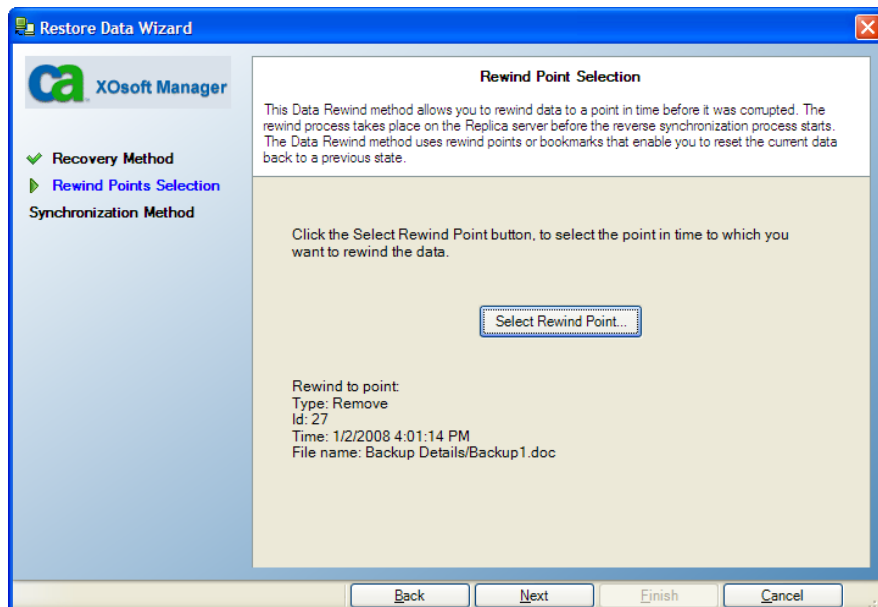 Restore Data Wizard
ca
XOsoft Manager
Recovery Method
Rewind Points Selection
Synchronization Method
Rewind Point Selection
This Data Rewind method allows you to rewind data to a point in time before it was corrupted. The
rewind process takes place on the Replica server before the reverse synchronization process starts.
The Data Rewind method uses rewind points or bookmarks that enable you to reset the current data
back to a previous state.
Click the Select Rewind Point button, to select the point in time to which you
want to rewind the data.
Select Rewind Point...
Rewind to point:
Type: Remove
Id: 27
Time: 1/2/2008 4:01:14 PM
File name: Backup Details/Backup1.doc
Back Next Finish Cancel